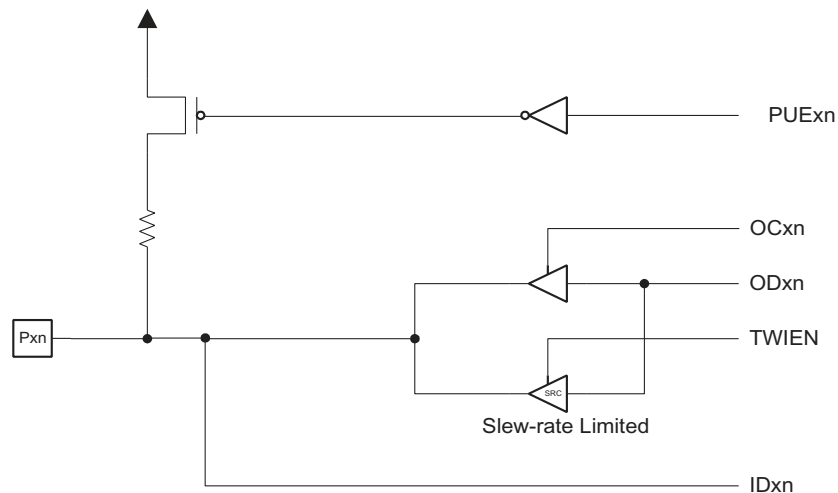 PUExn
OCxn
ODxn
Pxn
TWIEN
SRC
Slew-rate Limited
IDxn